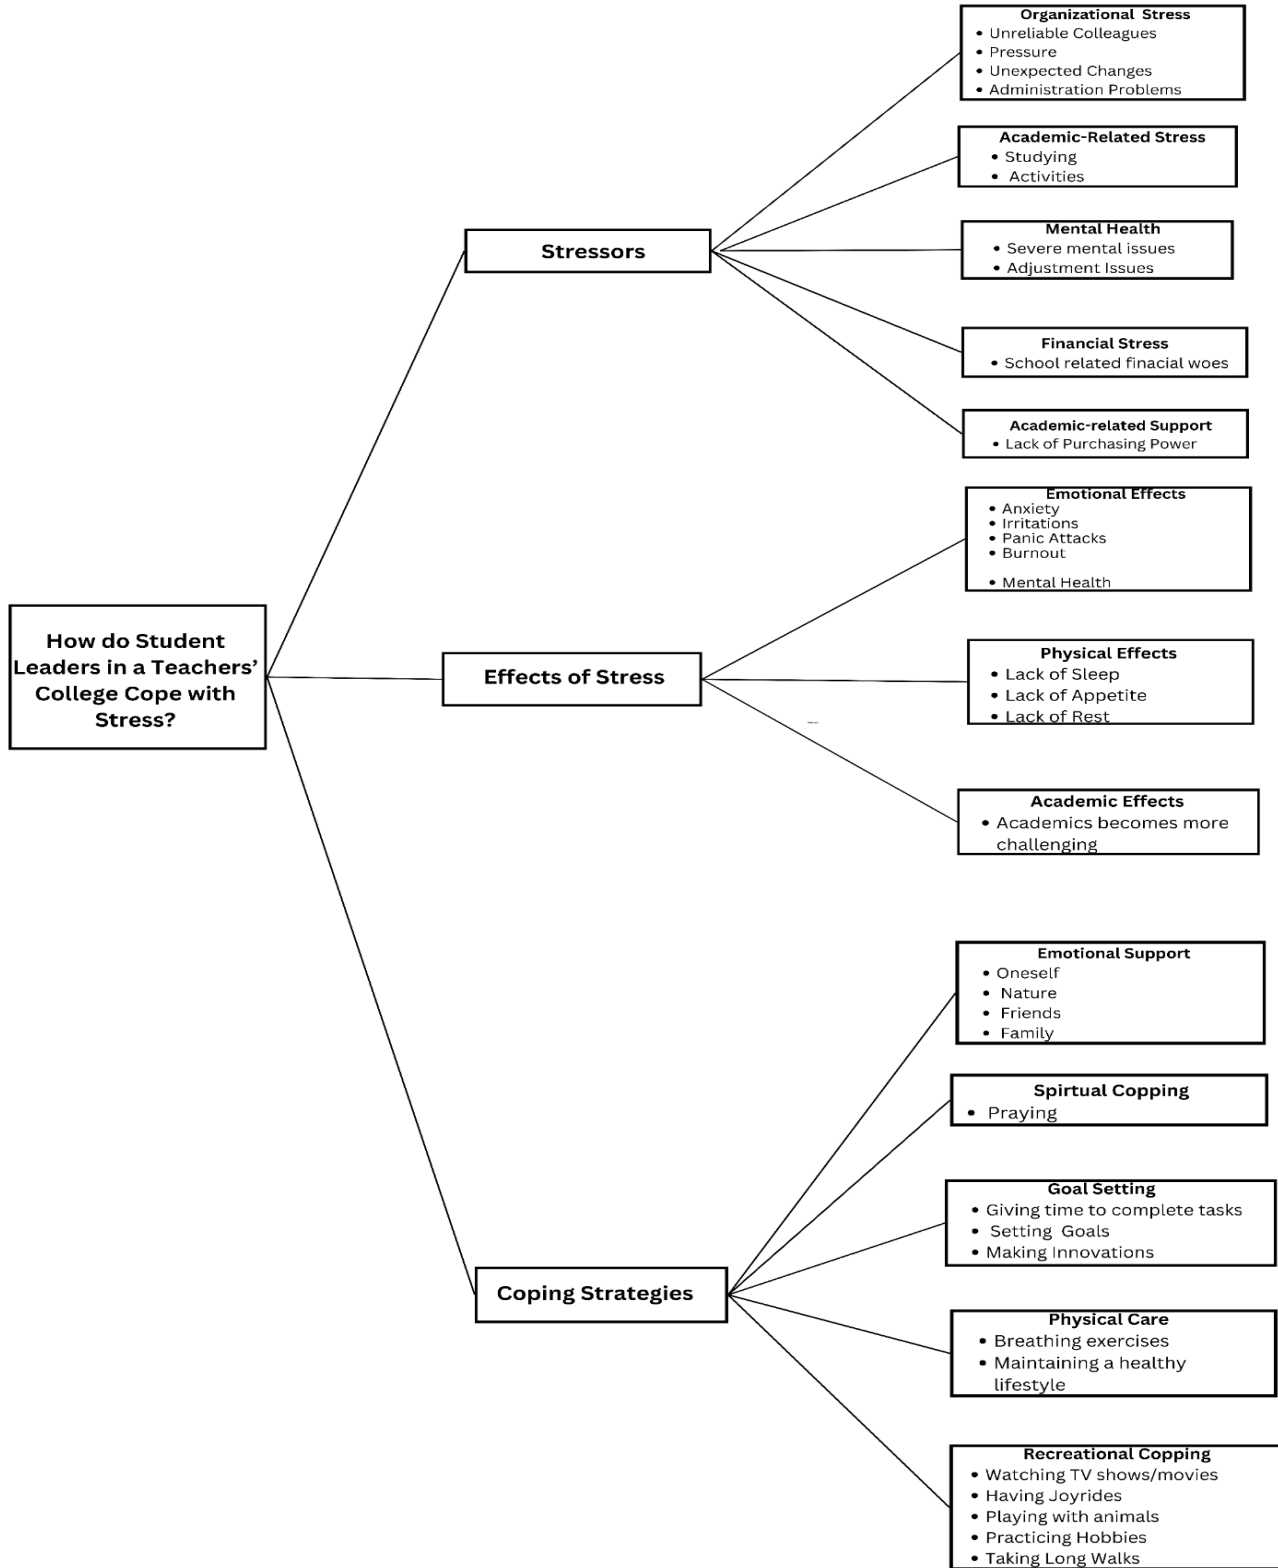 Organizational Stress
• Unreliable Colleagues
• Pressure
• Unexpected Changes
• Administration Problems
Academic-Related Stress
• Studying
• Activities
Stressors
Mental Health
• Severe mental issues
• Adjustment Issues
Financial Stress
• School related finacial woes
Academic-related Support
• Lack of Purchasing Power
Emotional Effects
• Anxiety
• Irritations
• Panic Attacks
• Burnout
• Mental Health
How do Student
Leaders in a Teachers’
College Cope with
Stress?
Effects of Stress
Physical Effects
• Lack of Sleep
• Lack of Appetite
• Lack of Rest
Academic Effects
• Academics becomes more
challenging
Emotional Support
• Oneself
• Nature
• Friends
• Family
Spirtual Copping
• Praying
Goal Setting
• Giving time to complete tasks
• Setting Goals
• Making Innovations
Coping Strategies
Physical Care
• Breathing exercises
• Maintaining a healthy
lifestyle
Recreational Copping
• Watching TV shows/movies
• Having Joyrides
• Playing with animals
• Practicing Hobbies
• Taking Long Walks